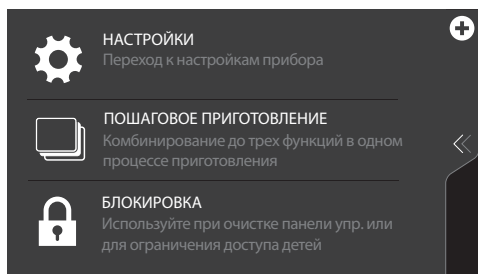 НАСТРОЙКИ
Переход к настройкам прибора
ПОШАГОВОЕ ПРИГОТОВЛЕНИЕ
Комбинирование до трех функций в одном
процессе приготовления
БЛОКИРОВКА
Используйте при очистке панели упр. или
для ограничения доступа детей